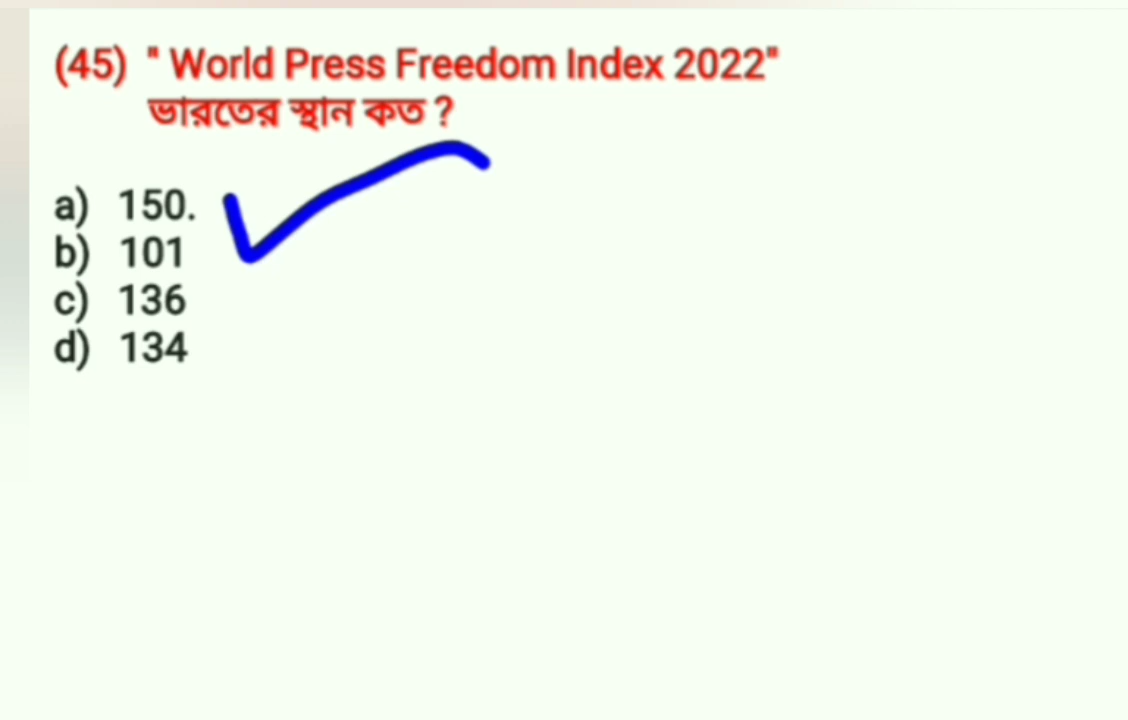 (45) " World Press Freedom Index 2022"
ভারতের স্থান কত ?
a) 150.
b) 101
c) 136
d) 134